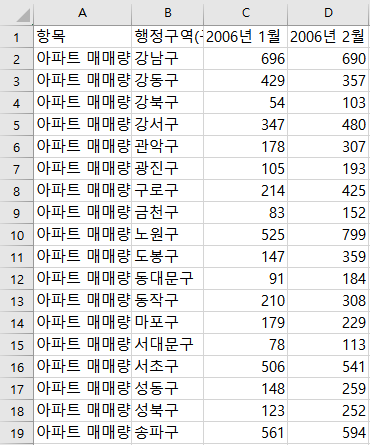 A B C D
1 항목 행정구역( 2006년 1월 2006년 2월
2 아파트 매매량 강남구 696 690
3 아파트 매매량 강동구 429 357
4 아파트 매매량 강북구 54 103
5 아파트 매매량 강서구 347 480
6 아파트 매매량 관악구 178 307
7 아파트 매매량 광진구 105 193
8 아파트 매매량 구로구 214 425
9 아파트 매매량 금천구 83 152
10 아파트 매매량 노원구 525 799
11 아파트 매매량 도봉구 147 359
12 아파트 매매량 동대문구 91 184
13 아파트 매매량 동작구 210 308
14 아파트 매매량 마포구 179 229
15 아파트 매매량 서대문구 78 113
16 아파트 매매량 서초구 506 541
17 아파트 매매량 성동구 148 259
18 아파트 매매량 성북구 123 252
19 아파트 매매량 송파구 561 594